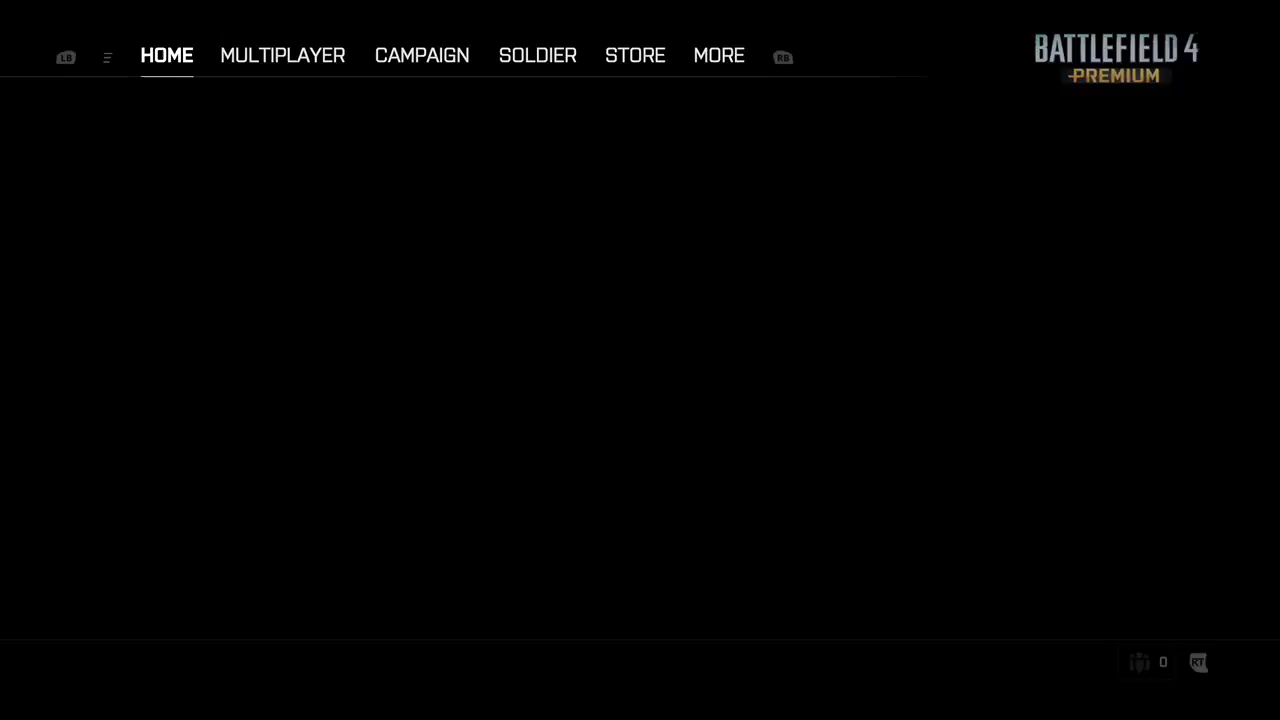 LB HOME MULTIPLAYER CAMPAIGN SOLDIER STORE MORE RB
BATTLEFIELD 4
PREMIUM
0 RT